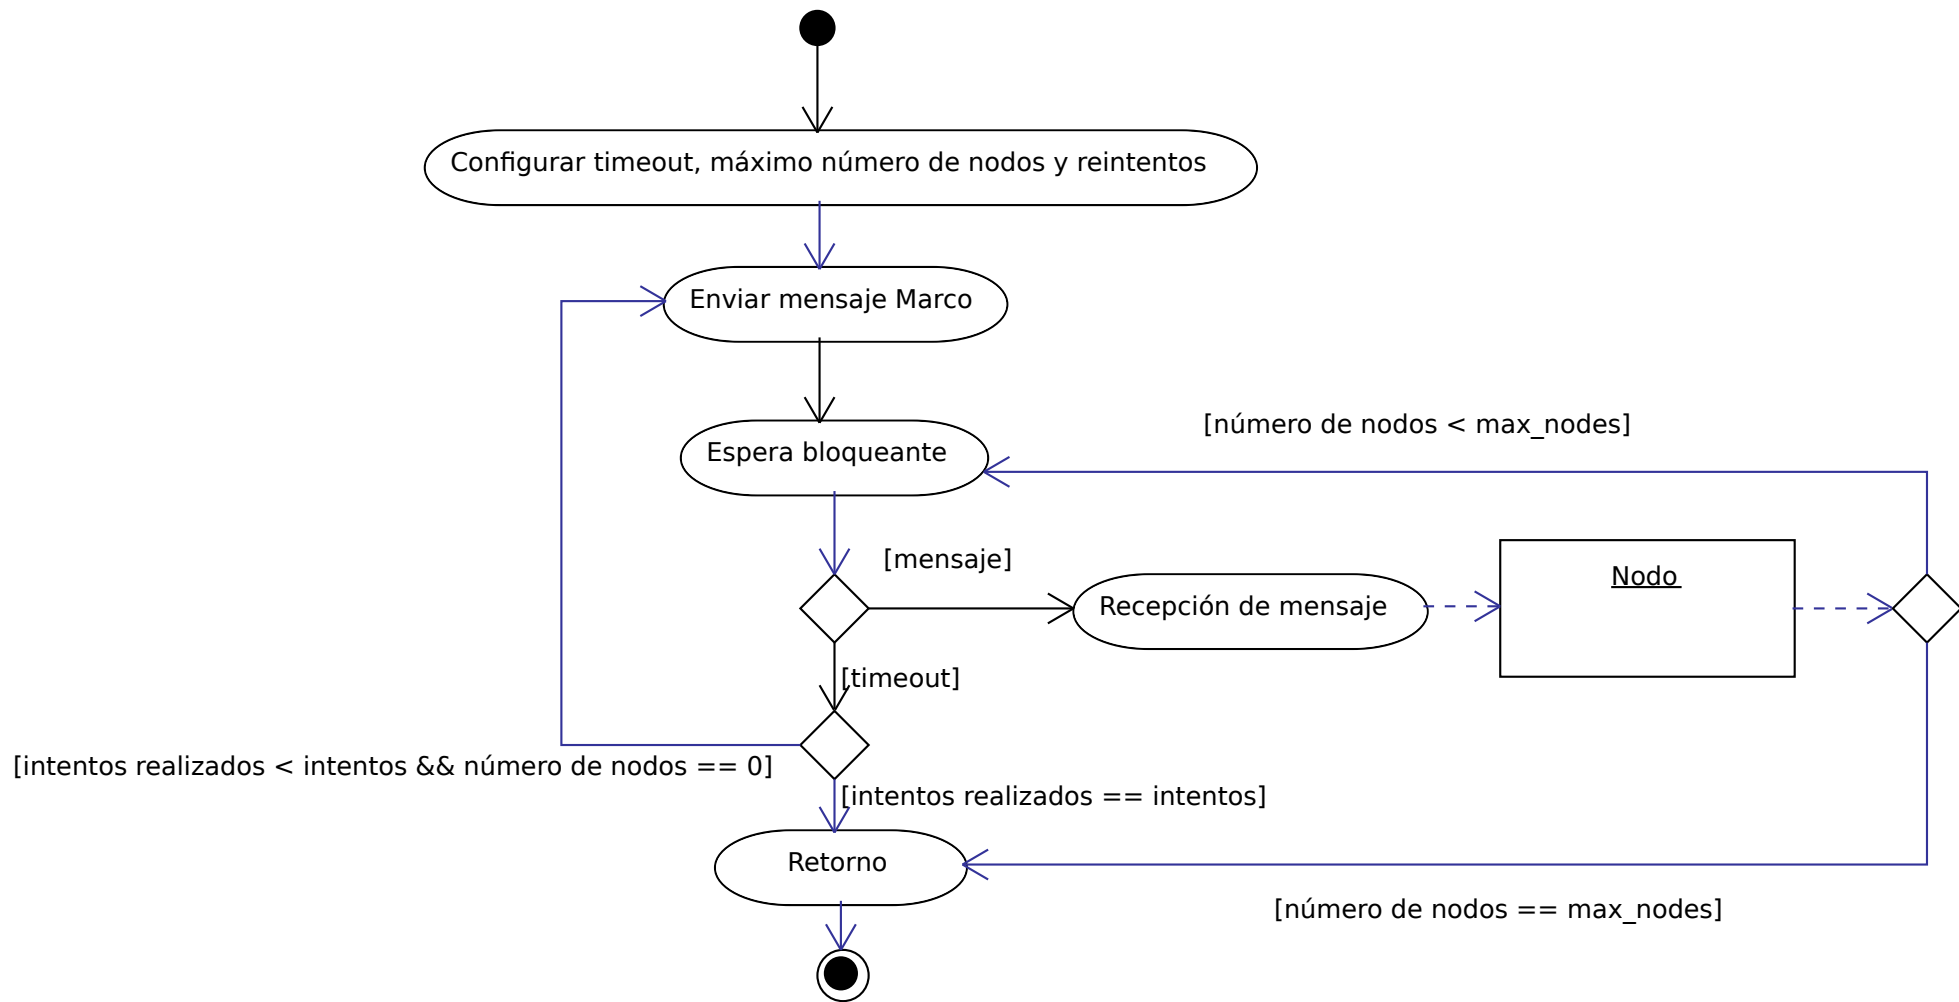 Configurar timeout, máximo número de nodos y reintentos
Enviar mensaje Marco
[número de nodos < max_nodes]
Espera bloqueante
[mensaje]
Nodo
Recepción de mensaje
[timeout]
[intentos realizados < intentos && número de nodos == 0]
[intentos realizados == intentos]
Retorno
[número de nodos == max_nodes]